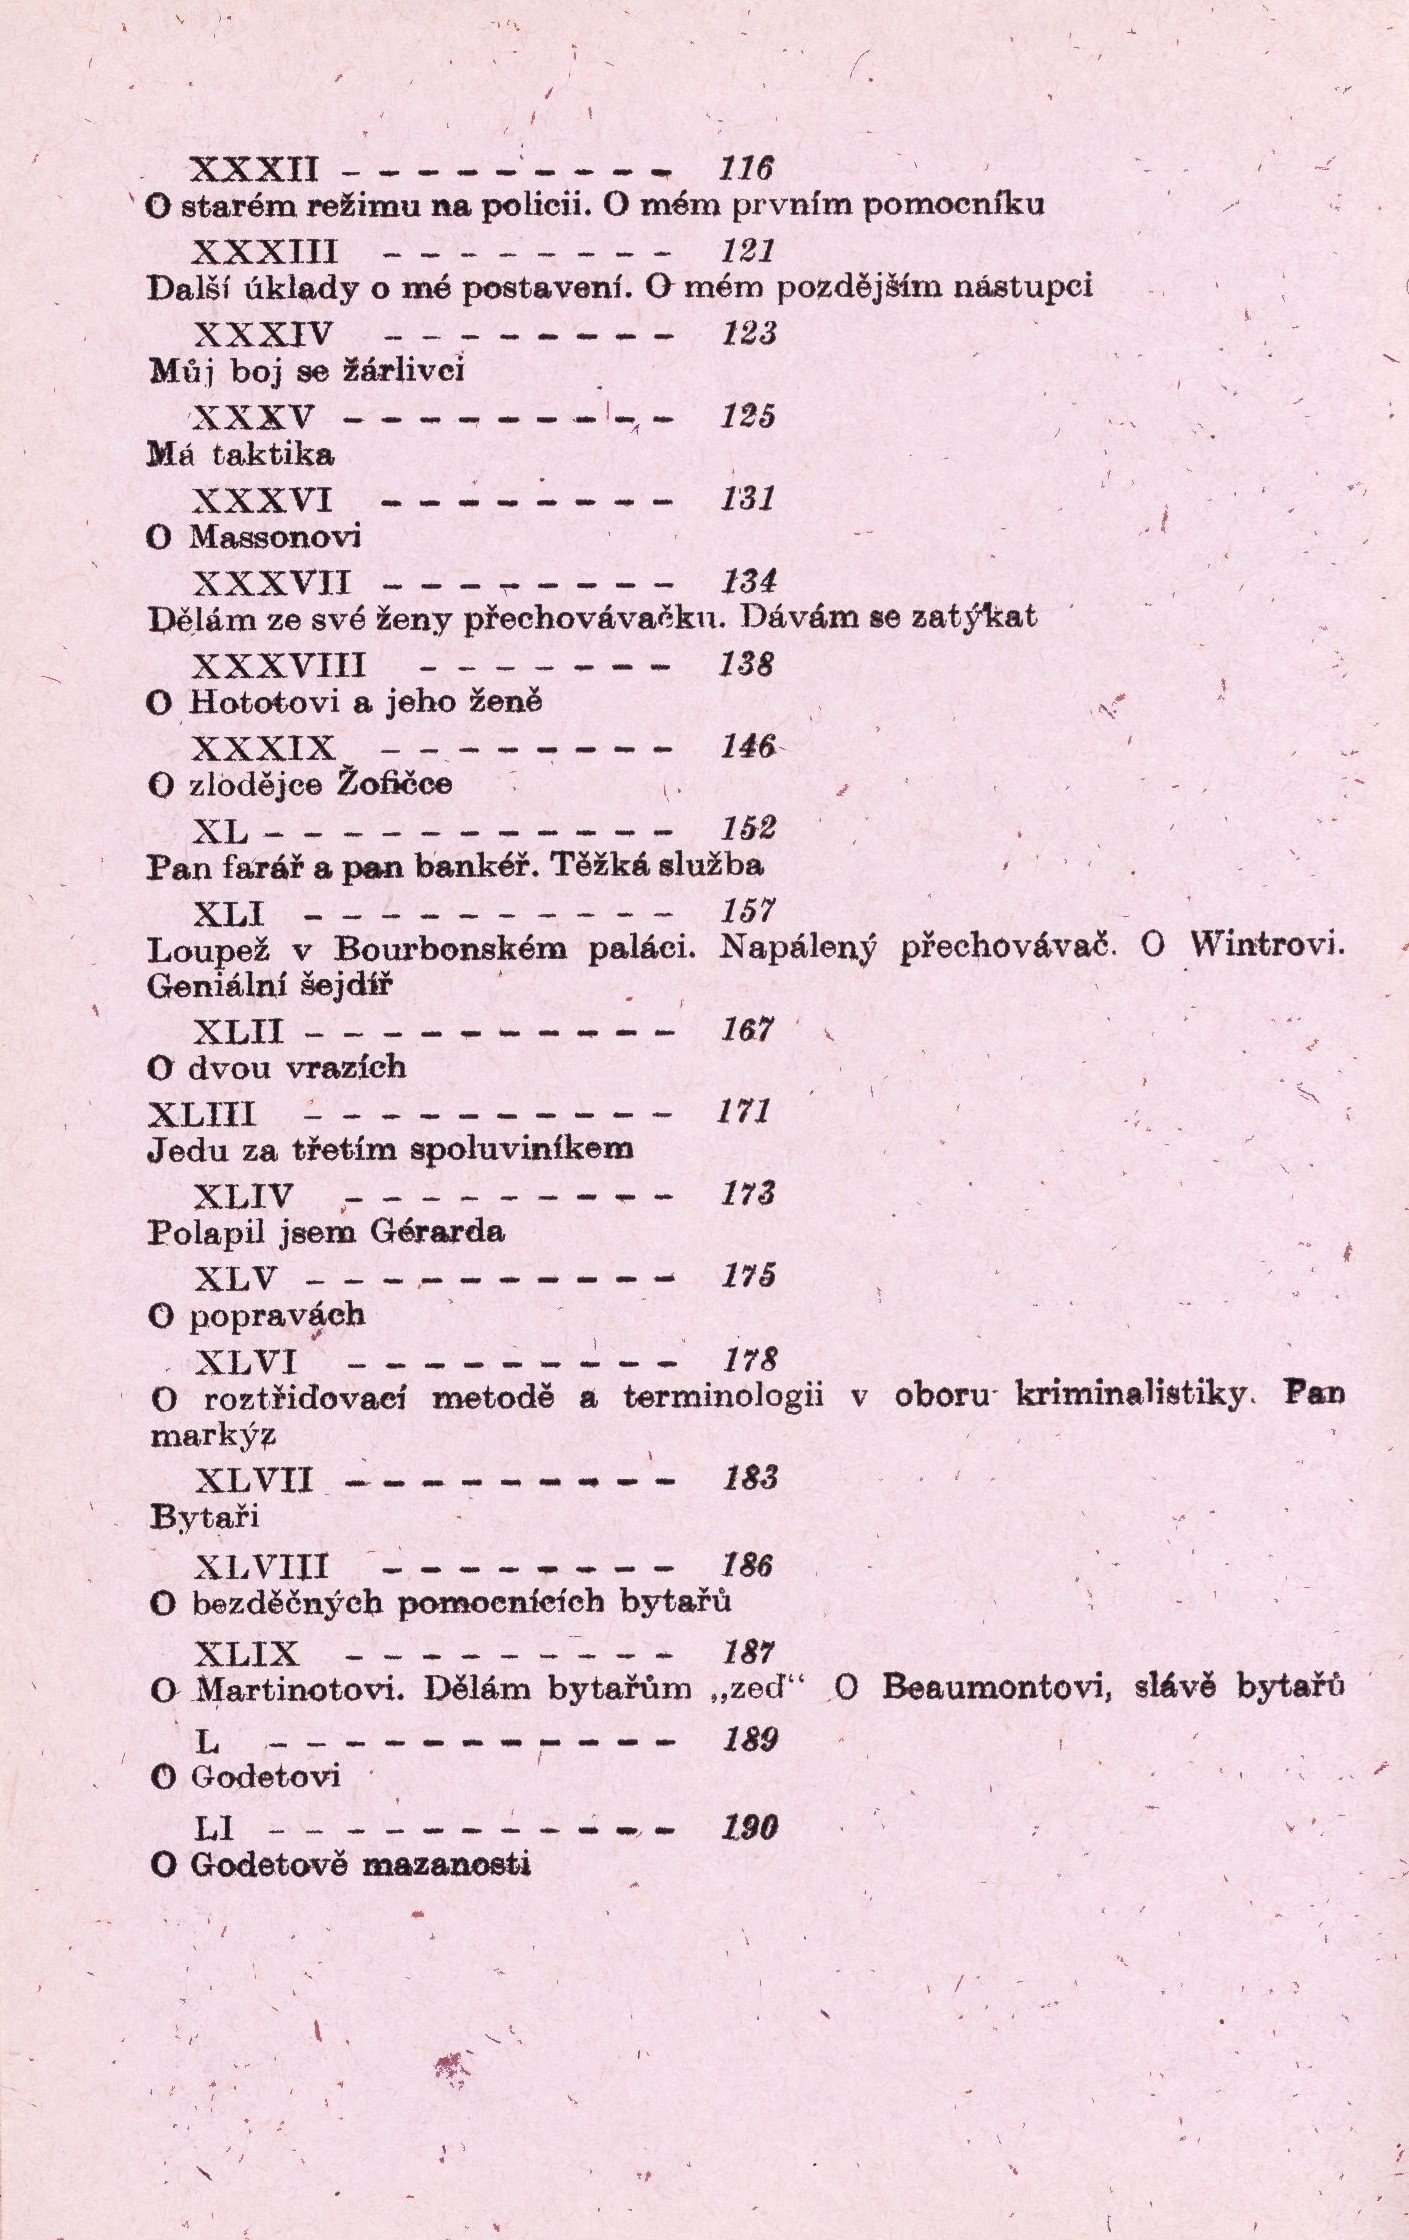 XXXII – – – – – – – – – 116
O starém režimu na policii. O mém prvním pomocníku
XXXIII – – – – – – – – 121
Další úklady o mé postavení. O mém pozdějším nástupci
XXXIV – – – – – – – – 123
Můj boj se žárlivci
XXXV – – – – – – – – – 125
Má taktika
XXXVI – – – – – – – – 131
O Massonovi
XXXVII – – – – – – – – 134
Dělám ze své ženy přechovávačku. Dávám se zatýkat
XXXVIII – – – – – – – 138
O Hototovi a jeho ženě
XXXIX – – – – – – – – 146
O zlodějce Žofičce
XL – – – – – – – – – – – 152
Pan farář a pan bankéř. Těžká služba
XLI – – – – – – – – – – 157
Loupež v Bourbonském paláci. Napálený přechovávač. O Wintrovi.
Geniální šejdíř
XLII – – – – – – – – – – 167
O dvou vrazích
XLIII – – – – – – – – – – 171
Jedu za třetím spoluviníkem
XLIV – – – – – – – – – 173
Polapil jsem Gérarda
XLV – – – – – – – – – – 175
O popravách
XLVI – – – – – – – – – 178
O roztřiďovací metodě a terminologii v oboru kriminalistiky. Pan
markýz
XLVII – – – – – – – – – 183
Bytaři
XLVIII – – – – – – – – 186
O bezděčných pomocnících bytařů
XLIX – – – – – – – – – 187
O Martinotovi. Dělám bytařům „zeď“ O Beaumontovi, slávě bytařů
L – – – – – – – – – – – 189
O Godetovi
LI – – – – – – – – – – – 190
O Godetově mazanosti